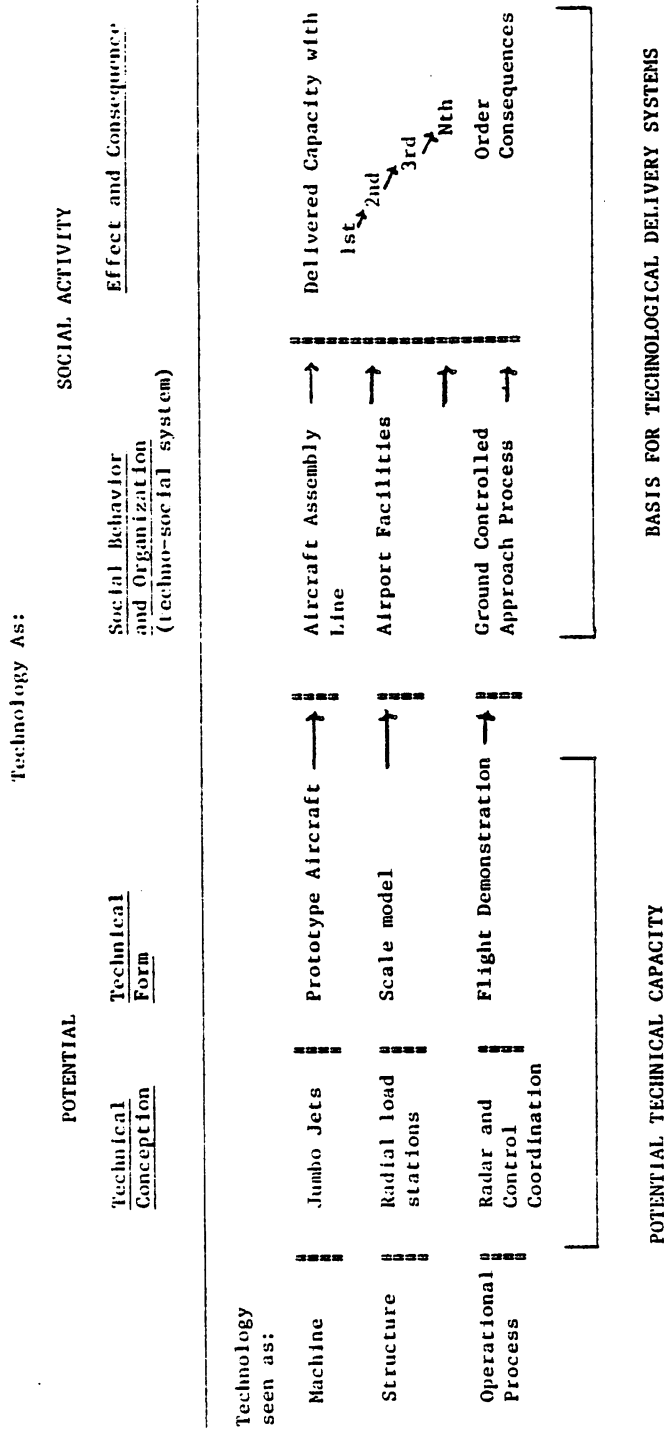 Technology As:
POTENTIAL
SOCIAL ACTIVITY
Technical
Conception
Technical
Form
Social Behavior
and Organization
(techno-social system)
Effect and Consequence
Technology
seen as:
Machine
Jumbo Jets
Prototype Aircraft
Aircraft Assembly
Line
Delivered Capacity with
Structure
Radial load
stations
Scale model
Airport Facilities
1st
2nd
3rd
Nth
Operational
Process
Radar and
Control
Coordination
Flight Demonstration
Ground Controlled
Approach Process
Order
Consequences
POTENTIAL TECHNICAL CAPACITY
BASIS FOR TECHNOLOGICAL DELIVERY SYSTEMS